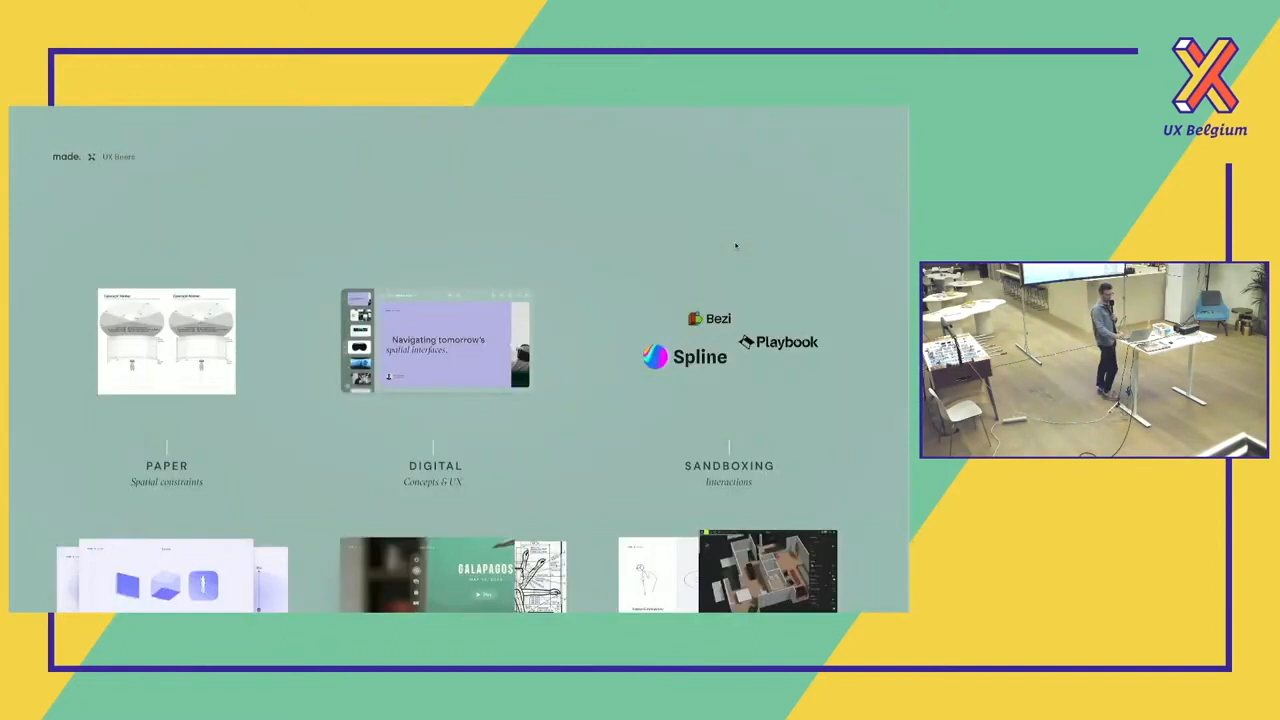 UX Belgium
made. UX Beers
Navigating tomorrow's
spatial interfaces.
Bezi
Playbook
Spline
PAPER
Spatial constraints
DIGITAL
Concepts & UX
SANDBOXING
Interactions
GALAPAGOS
Play